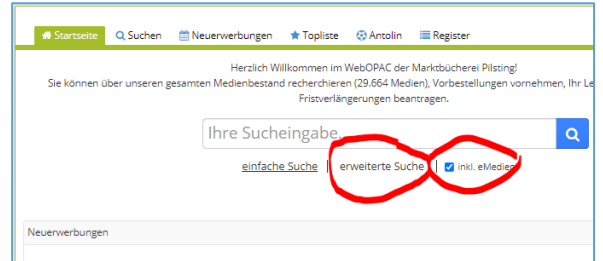 Startseite Suchen Neuerwerbungen Topliste Antolin Register
Herzlich Willkommen im WebOPAC der Marktbücherei Pilsting!
Sie können über unseren gesamten Medienbestand recherchieren (29.664 Medien), Vorbestellungen vornehmen, Ihr Le
Fristverlängerungen beantragen.
Ihre Sucheingabe.
einfache Suche | erweiterte Suche | inkl. eMedien
Neuerwerbungen